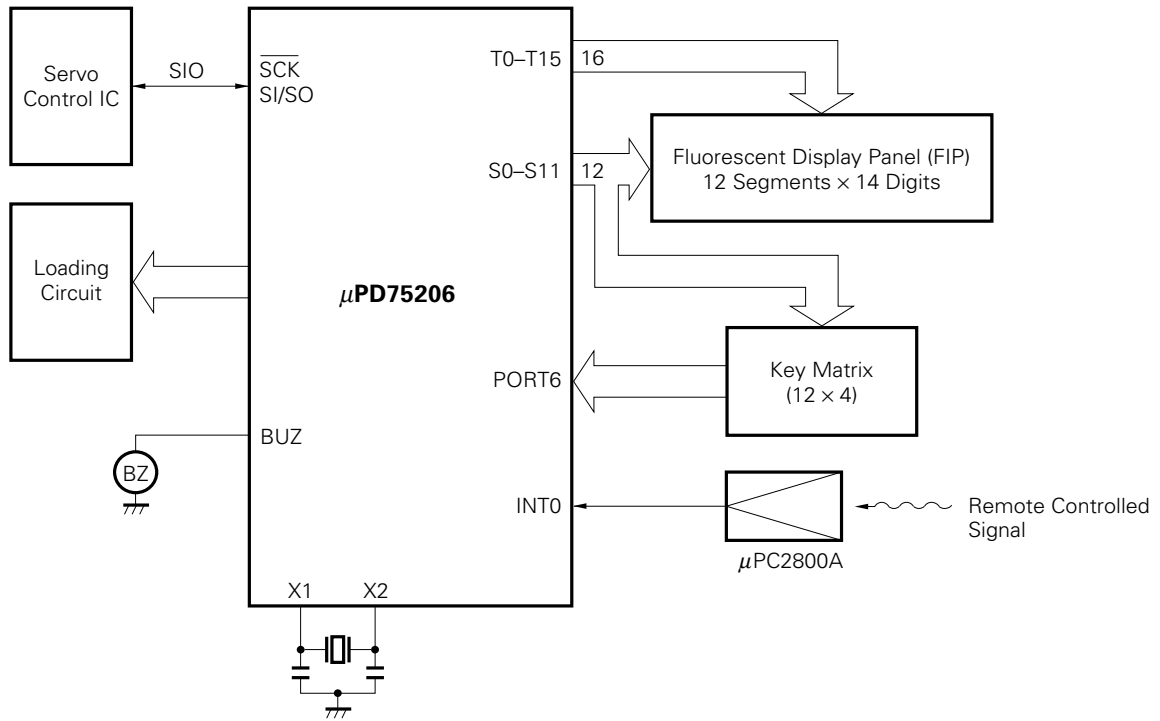 Servo
Control IC
SIO
SCK
SI/SO
T0–T15
16
S0–S11
12
Fluorescent Display Panel (FIP)
12 Segments × 14 Digits
Loading
Circuit
μPD75206
PORT6
Key Matrix
(12 × 4)
BUZ
BZ
INT0
Remote Controlled
Signal
μPC2800A
X1
X2